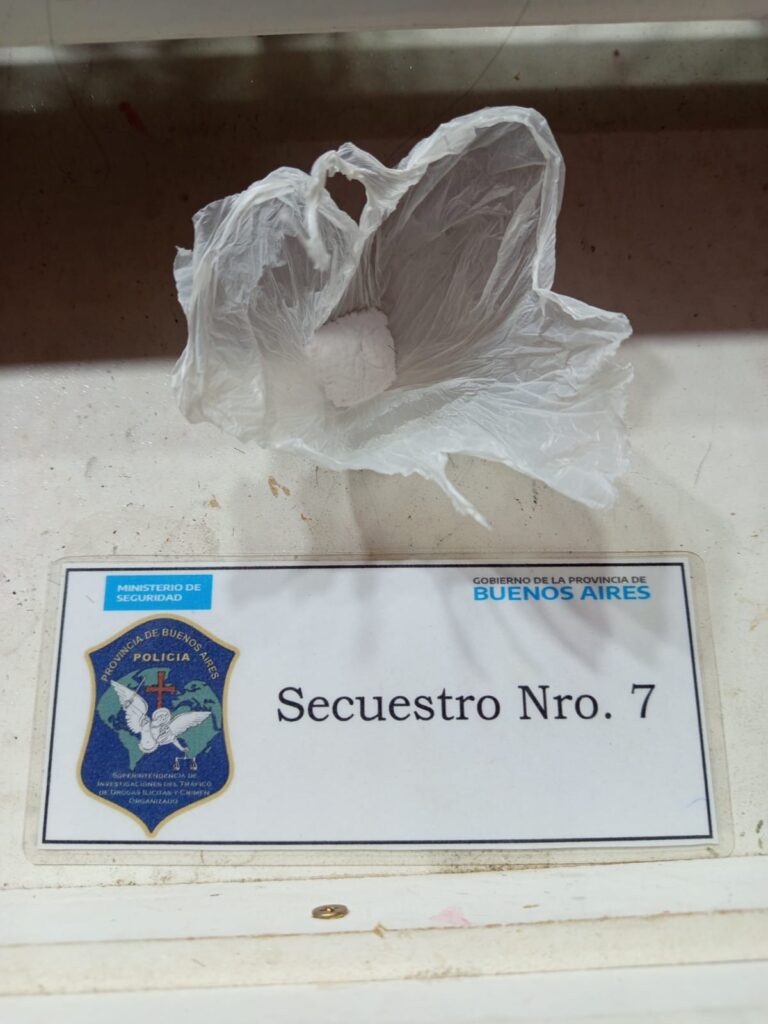 MINISTERIO DE
SEGURIDAD
GOBIERNO DE LA PROVINCIA DE
BUENOS AIRES
PROVINCIA DE BUENOS AIRES
POLICIA
Secuestro Nro. 7
SUPERINTENDENCIA DE
INVESTIGACIONES DEL TRÁFICO
DE DROGAS ILICITAS Y CRIMEN
ORGANIZADO